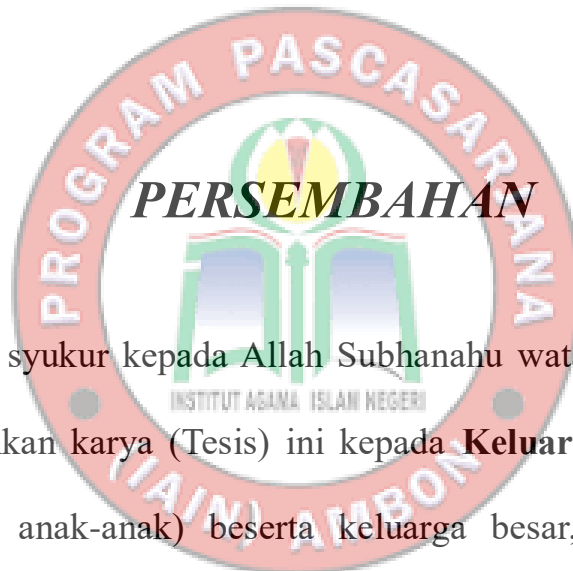 PROGRAM PASCASARJANA
PERSEMBAHAN
syukur kepada Allah Subhanahu wat
INSTITUT AGAMA ISLAM NEGERI
kan karya (Tesis) ini kepada Keluar
anak-anak) beserta keluarga besar,
(IAIN) AMBON